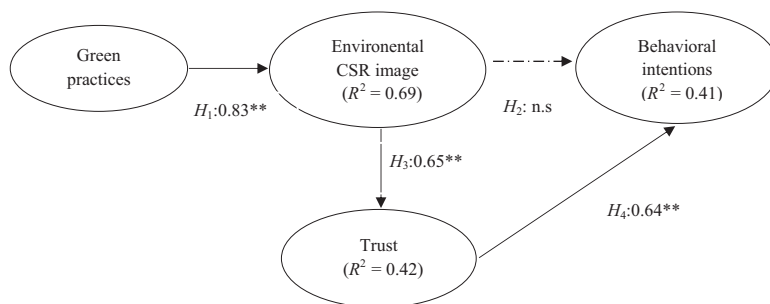 Green
practices
Environental
CSR image
(R² = 0.69)
Behavioral
intentions
(R² = 0.41)
H₁:0.83**
H₂: n.s
H₃:0.65**
H₄:0.64**
Trust
(R² = 0.42)